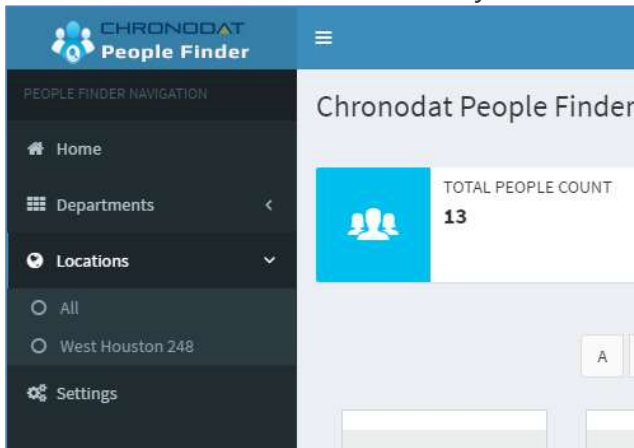 CHRONODAT
People Finder
PEOPLE FINDER NAVIGATION
Home
Departments
Locations
All
West Houston 248
Settings
Chronodat People Finder
TOTAL PEOPLE COUNT
13
A